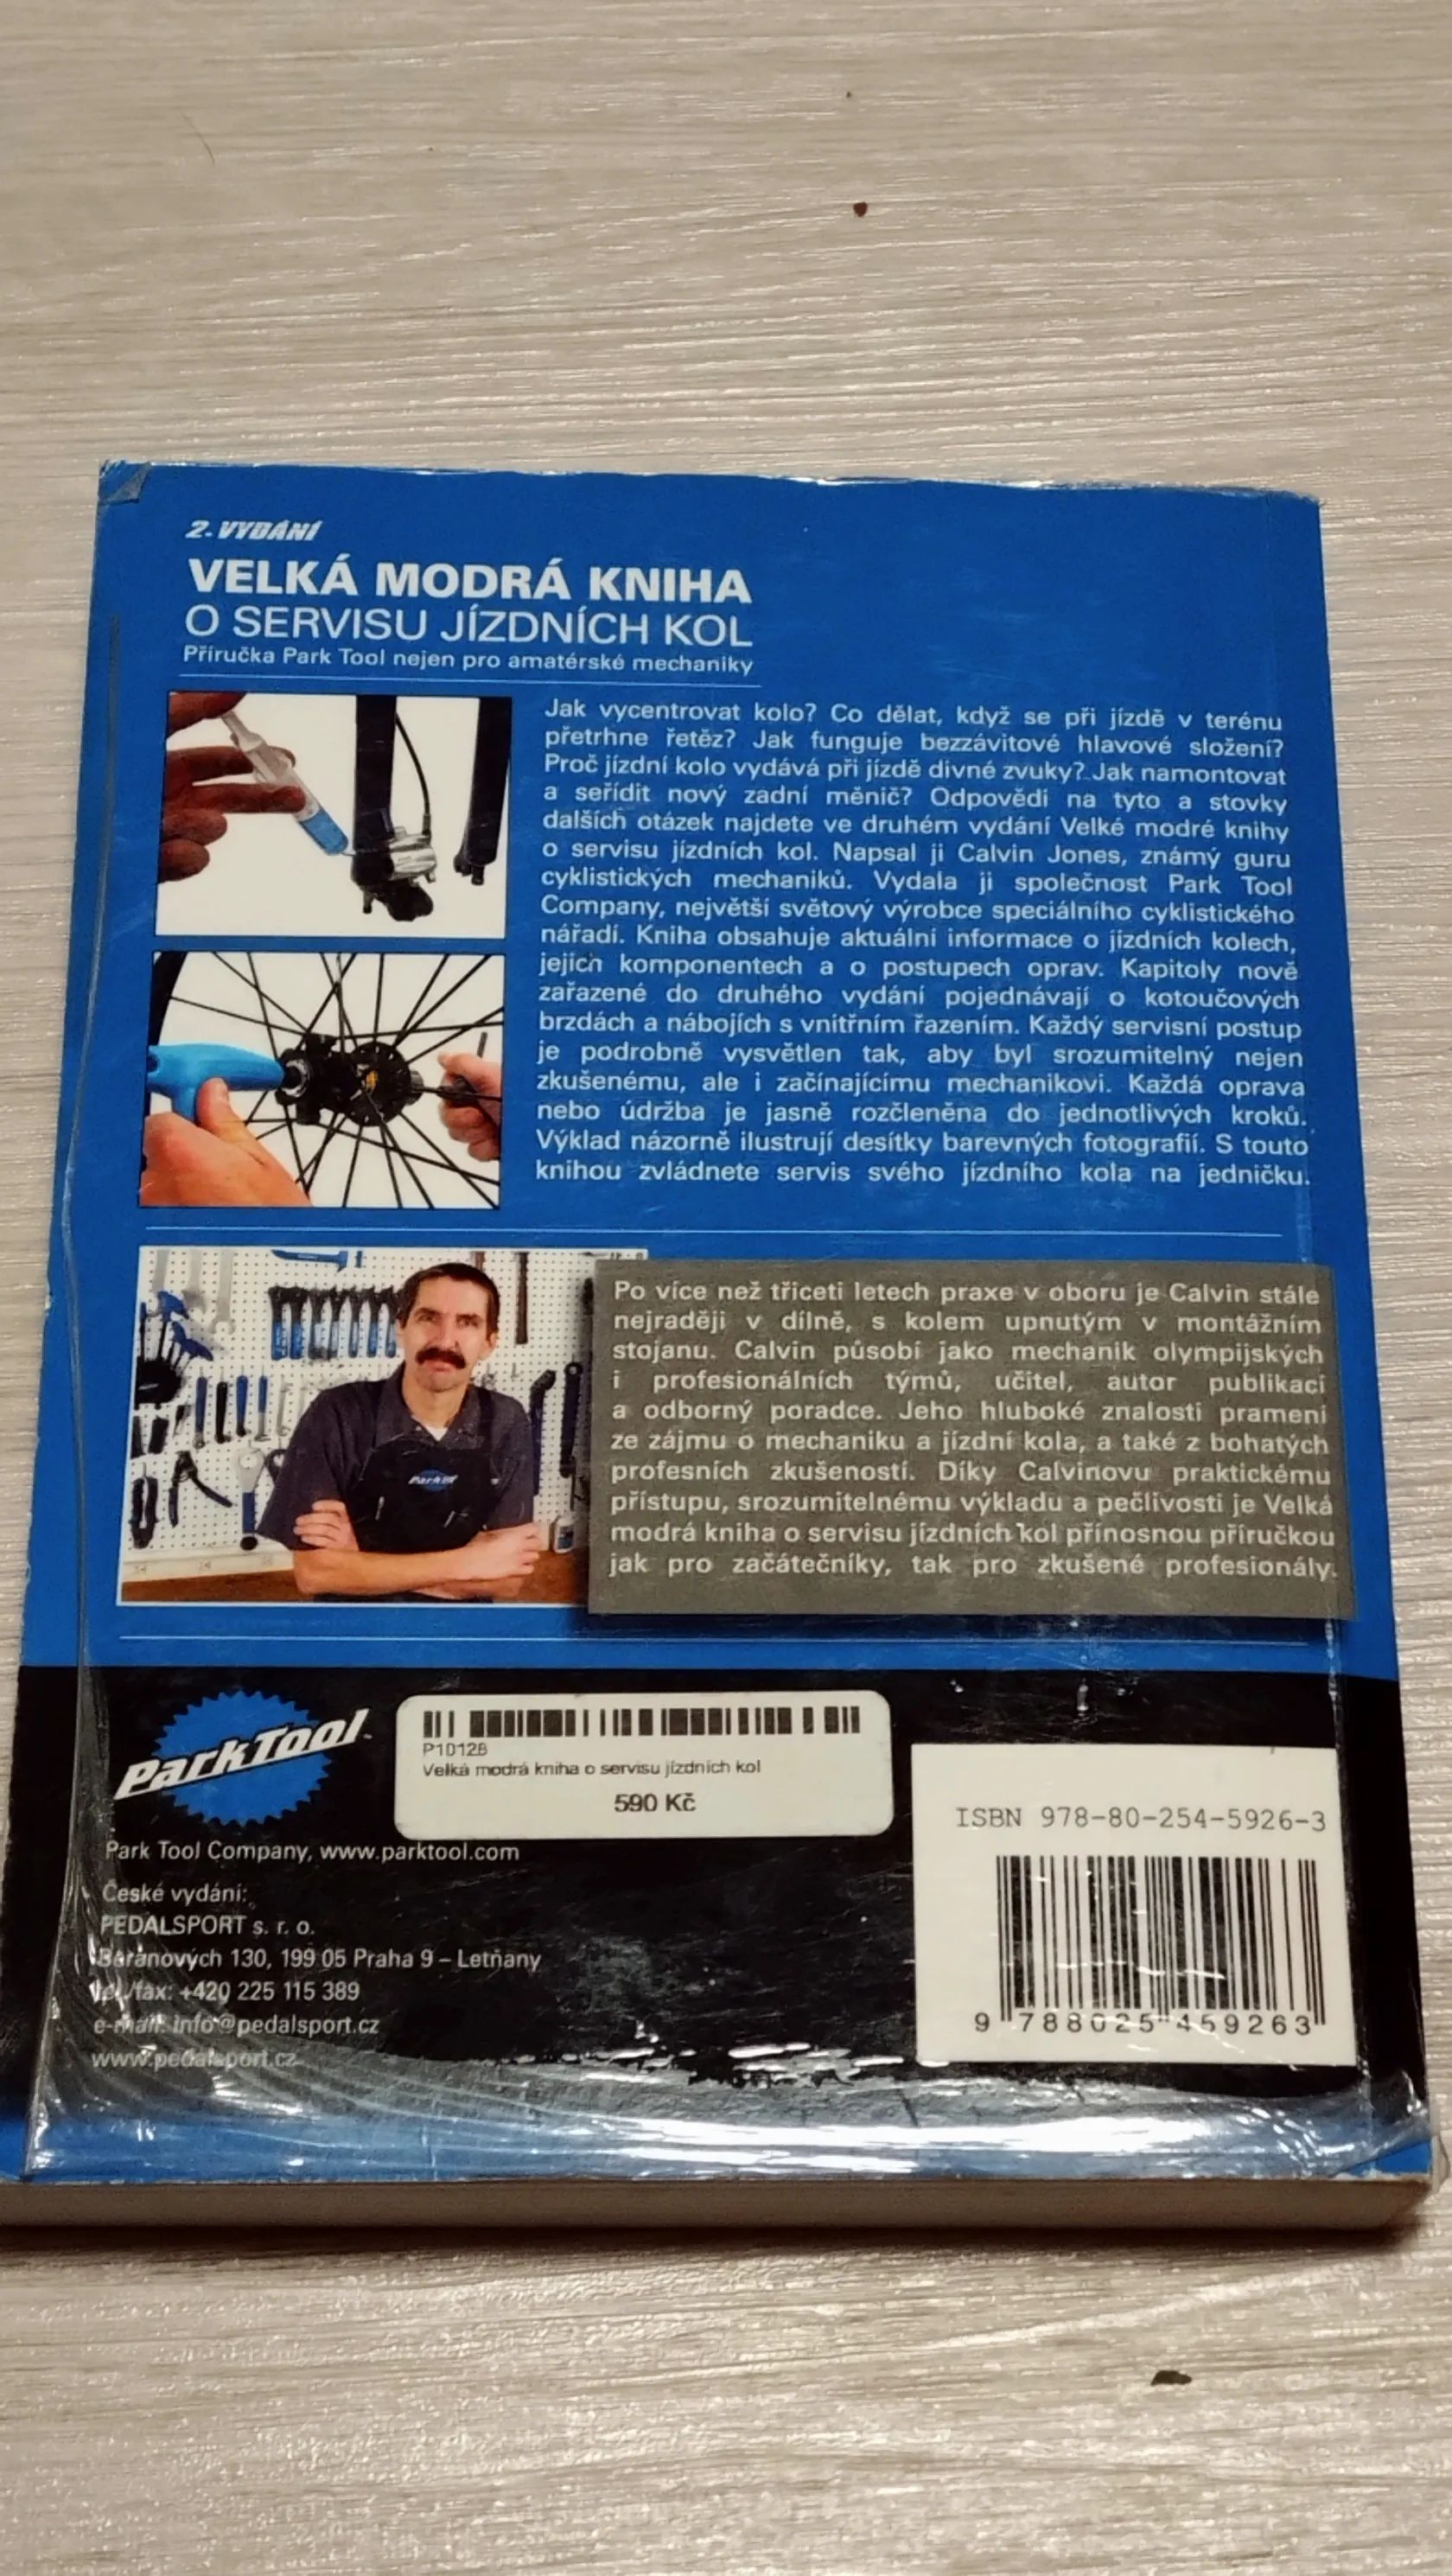 2. VYDÁNÍ
VELKÁ MODRÁ KNIHA
O SERVISU JÍZDNÍCH KOL
Příručka Park Tool nejen pro amatérské mechaniky
Jak vycentrovat kolo? Co dělat, když se při jízdě v terénu
přetrhne řetěz? Jak funguje bezzávitové hlavové složení?
Proč jízdní kolo vydává při jízdě divné zvuky? Jak namontovat
a seřídit nový zadní měnič? Odpovědi na tyto a stovky
dalších otázek najdete ve druhém vydání Velké modré knihy
o servisu jízdních kol. Napsal ji Calvin Jones, známý guru
cyklistických mechaniků. Vydala ji společnost Park Tool
Company, největší světový výrobce speciálního cyklistického
nářadí. Kniha obsahuje aktuální informace o jízdních kolech,
jejich komponentech a o postupech oprav. Kapitoly nově
zařazené do druhého vydání pojednávají o kotoučových
brzdách a nábojích s vnitřním řazením. Každý servisní postup
je podrobně vysvětlen tak, aby byl srozumitelný nejen
zkušenému, ale i začínajícímu mechanikovi. Každá oprava
nebo údržba je jasně rozčleněna do jednotlivých kroků.
Výklad názorně ilustrují desítky barevných fotografií. S touto
knihou zvládnete servis svého jízdního kola na jedničku.
Po více než třiceti letech praxe v oboru je Calvin stále
nejraději v dílně, s kolem upnutým v montážním
stojanu. Calvin působí jako mechanik olympijských
i profesionálních týmů, učitel, autor publikací
a odborný poradce. Jeho hluboké znalosti pramení
ze zájmu o mechaniku a jízdní kola, a také z bohatých
profesních zkušeností. Díky Calvinovu praktickému
přístupu, srozumitelnému výkladu a pečlivosti je Velká
modrá kniha o servisu jízdních kol přínosnou příručkou
jak pro začátečníky, tak pro zkušené profesionály.
ParkTool
P10128
Velká modrá kniha o servisu jízdních kol
590 Kč
Park Tool Company, www.parktool.com
České vydání:
PEDALSPORT s. r. o.
Beranových 130, 199 05 Praha 9 – Letňany
tel./fax: +420 225 115 389
e-mail: info@pedalsport.cz
www.pedalsport.cz
ISBN 978-80-254-5926-3
9 788025 459263